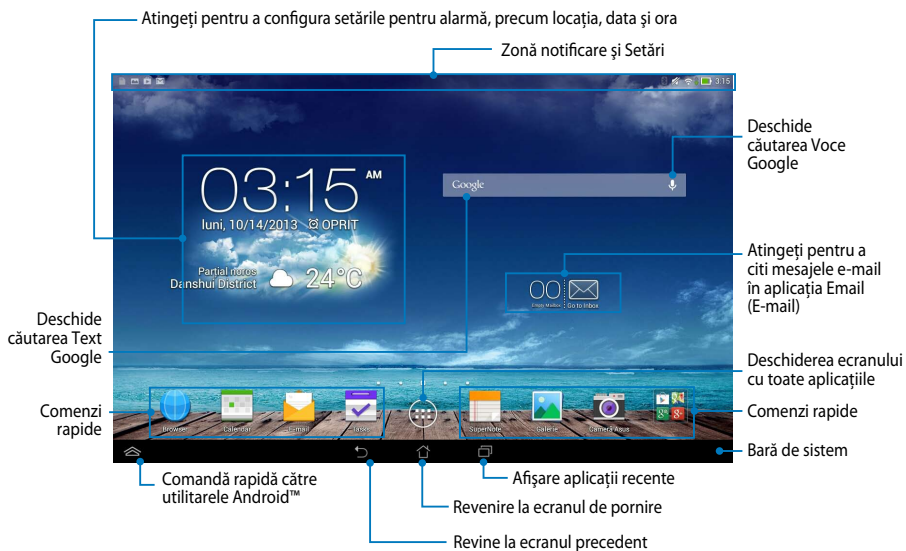 Atingeți pentru a configura setările pentru alarmă, precum locația, data și ora
Zonă notificare și Setări
3:15
Deschide
căutarea Voce
Google
03:15 AM
luni, 10/14/2013 OPRIT
Parțial noros
Danshui District
24°C
Google
Atingeți pentru a
citi mesajele e-mail
în aplicația Email
(E-mail)
00
Empty Mailbox
Go to Inbox
Deschide
căutarea Text
Google
Deschiderea ecranului
cu toate aplicațiile
Comenzi
rapide
Browser
Calendar
E-mail
Tasks
SuperNote
Galerie
Cameră Asus
Comenzi rapide
Bară de sistem
Comandă rapidă către
utilitarele Android™
Afișare aplicații recente
Revenire la ecranul de pornire
Revine la ecranul precedent